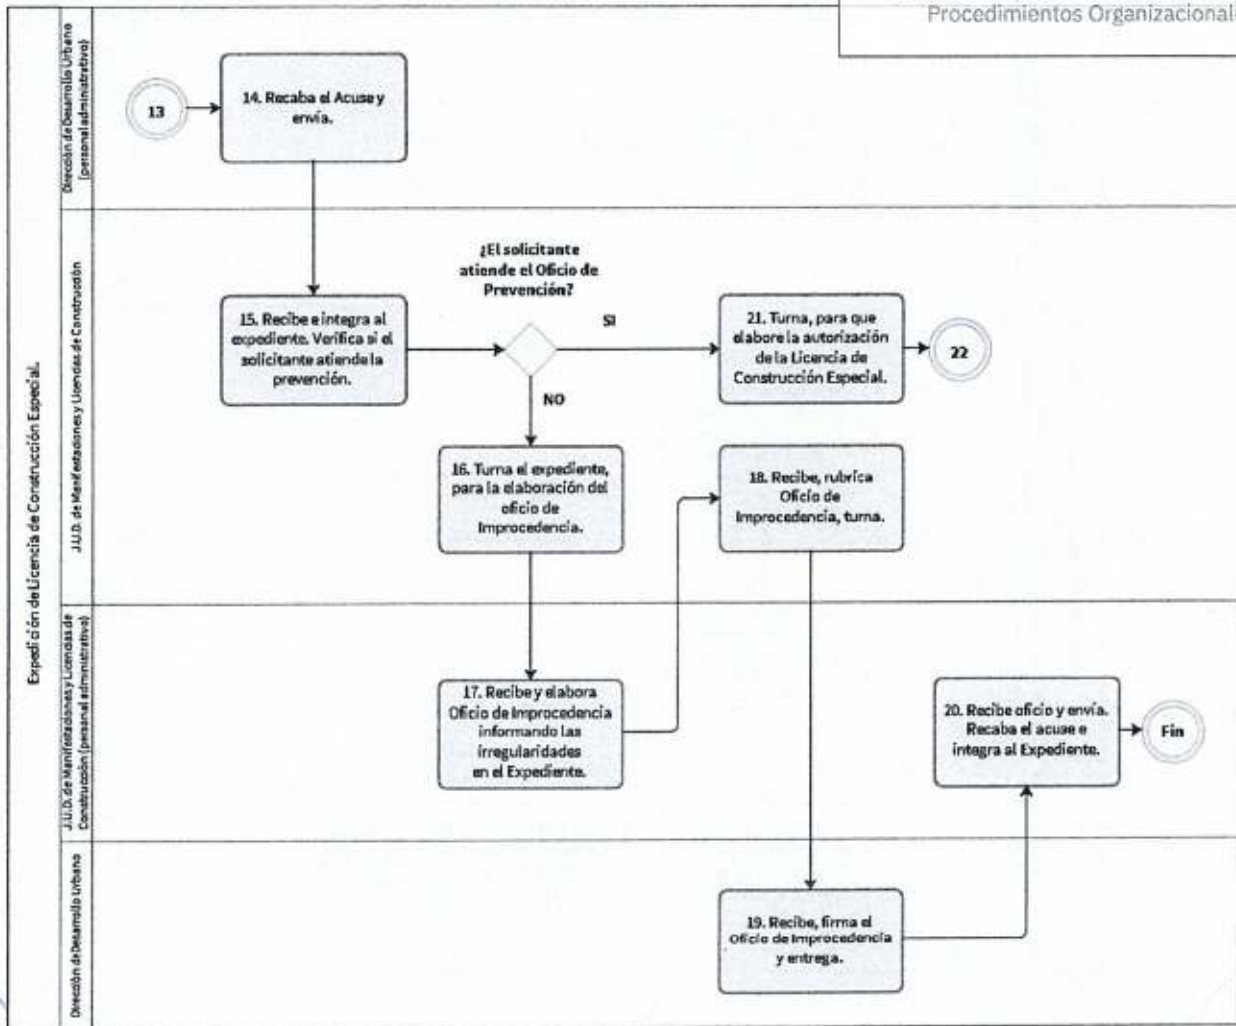 Procedimientos Organizacional
Expedición de Licencia de Construcción Especial.
Dirección de Desarrollo Urbano
(personal administrativo)
13
14. Recaba el Acuse y
envía.
J.U.D. de Manifestaciones y Licencias de Construcción
¿El solicitante
atiende el Oficio de
Prevención?
15. Recibe e integra al
expediente. Verifica si el
solicitante atiende la
prevención.
SI
21. Turna, para que
elabore la autorización
de la Licencia de
Construcción Especial.
22
NO
16. Turna el expediente,
para la elaboración del
oficio de
Improcedencia.
18. Recibe, rubrica
Oficio de
Improcedencia, turna.
J.U.D. de Manifestaciones y Licencias de
Construcción (personal administrativo)
17. Recibe y elabora
Oficio de Improcedencia
informando las
irregularidades
en el Expediente.
20. Recibe oficio y envía.
Recaba el acuse e
integra al Expediente.
Fin
Dirección de Desarrollo Urbano
19. Recibe, firma el
Oficio de Improcedencia
y entrega.